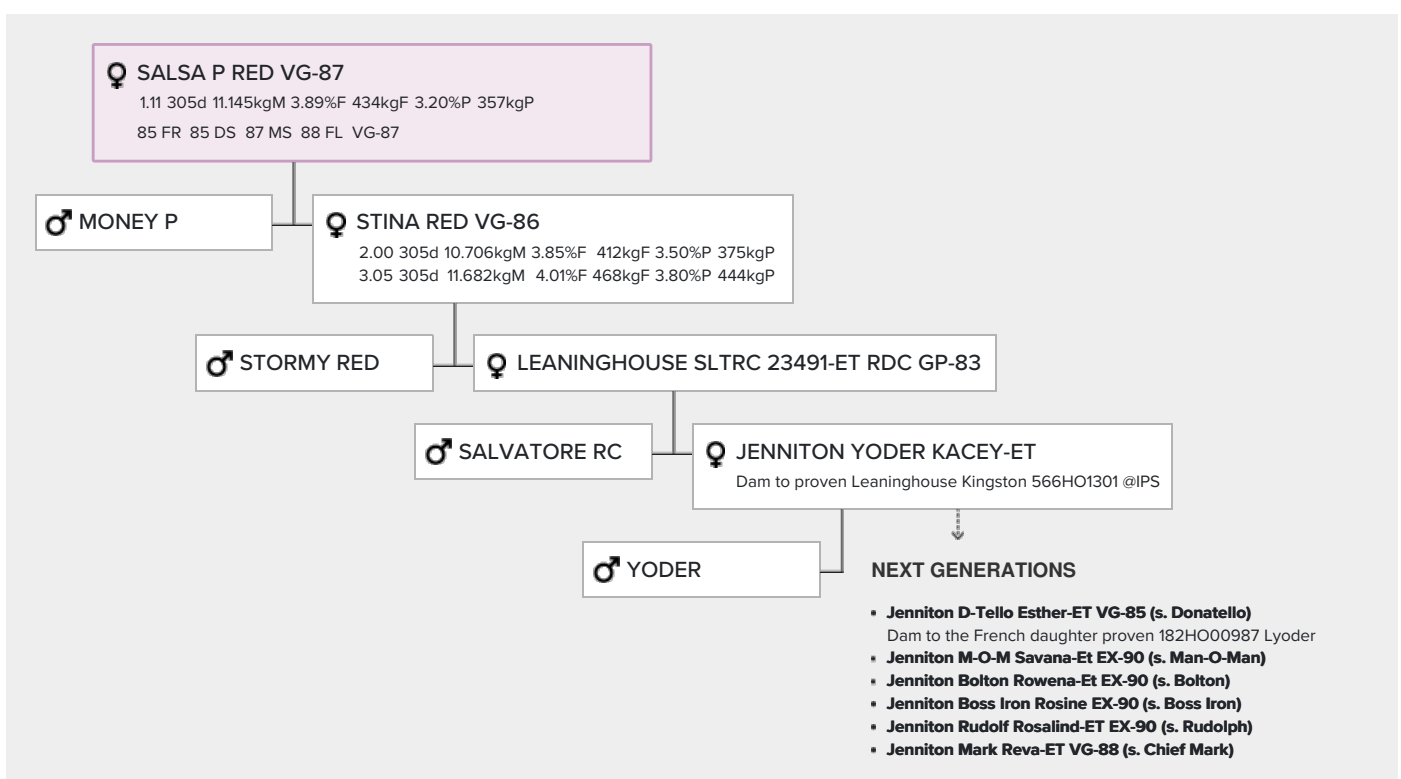 SALSA P RED VG-87
1.11 305d 11.145kgM 3.89%F 434kgF 3.20%P 357kgP
85 FR 85 DS 87 MS 88 FL VG-87
MONEY P
STINA RED VG-86
2.00 305d 10.706kgM 3.85%F 412kgF 3.50%P 375kgP
3.05 305d 11.682kgM 4.01%F 468kgF 3.80%P 444kgP
STORMY RED
LEANINGHOUSE SLTRC 23491-ET RDC GP-83
SALVATORE RC
JENNITON YODER KACEY-ET
Dam to proven Leaninghouse Kingston 566HO1301 @IPS
YODER
NEXT GENERATIONS
• Jenniton D-Tello Esther-ET VG-85 (s. Donatello)
Dam to the French daughter proven 182HO00987 Lyoder
• Jenniton M-O-M Savana-Et EX-90 (s. Man-O-Man)
• Jenniton Bolton Rowena-Et EX-90 (s. Bolton)
• Jenniton Boss Iron Rosine EX-90 (s. Boss Iron)
• Jenniton Rudolf Rosalind-ET EX-90 (s. Rudolph)
• Jenniton Mark Reva-ET VG-88 (s. Chief Mark)